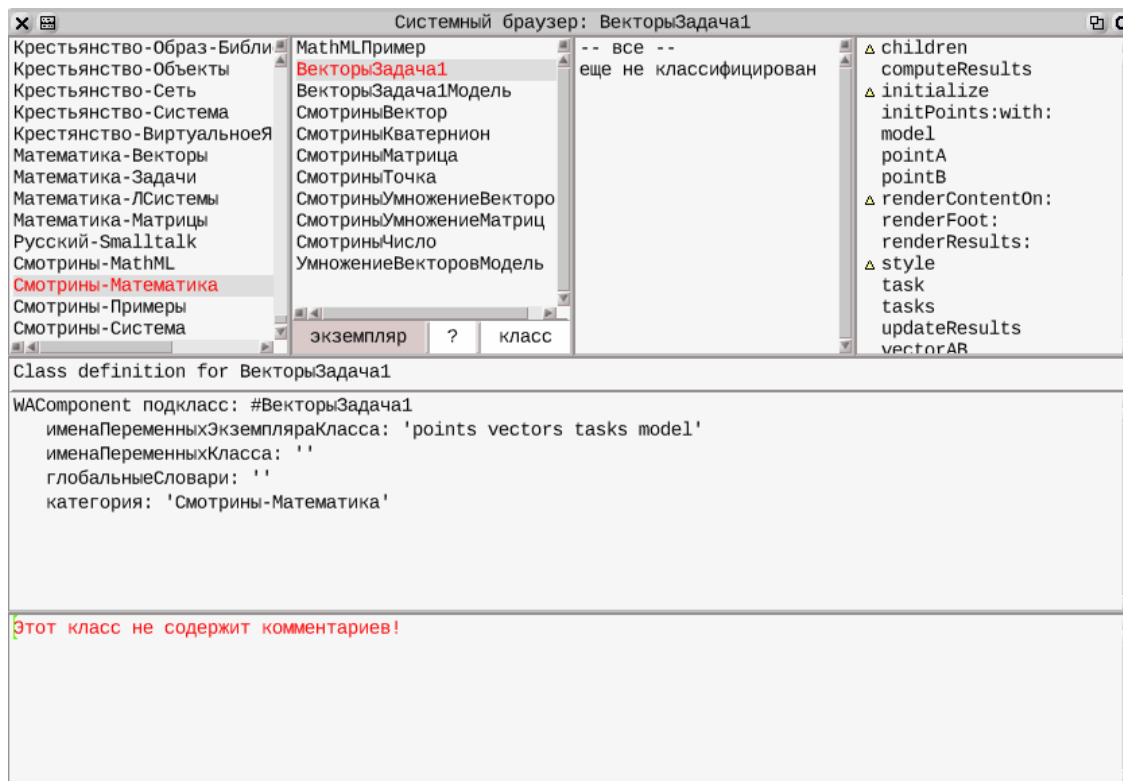 Системный браузер: ВекторыЗадача1
Крестьянство-Образ-Библи
Крестьянство-Объекты
Крестьянство-Сеть
Крестьянство-Система
Крестянство-ВиртуальноеЯ
Математика-Векторы
Математика-Задачи
Математика-ЛСистемы
Математика-Матрицы
Русский-Smalltalk
Смотрины-MathML
Смотрины-Математика
Смотрины-Примеры
Смотрины-Система
MathMLПример
ВекторыЗадача1
ВекторыЗадача1Модель
СмотриныВектор
СмотриныКватернион
СмотриныМатрица
СмотриныТочка
СмотриныУмножениеВекторо
СмотриныУмножениеМатриц
СмотриныЧисло
УмножениеВекторовМодель
экземпляр ? класс
-- все --
еще не классифицирован
children
computeResults
initialize
initPoints:with:
model
pointA
pointB
renderContentOn:
renderFoot:
renderResults:
style
task
tasks
updateResults
vectorAB
Class definition for ВекторыЗадача1
WAComponent подкласс: #ВекторыЗадача1
именаПеременныхЭкземпляраКласса: 'points vectors tasks model'
именаПеременныхКласса: ''
глобальныеСловари: ''
категория: 'Смотрины-Математика'
Этот класс не содержит комментариев!